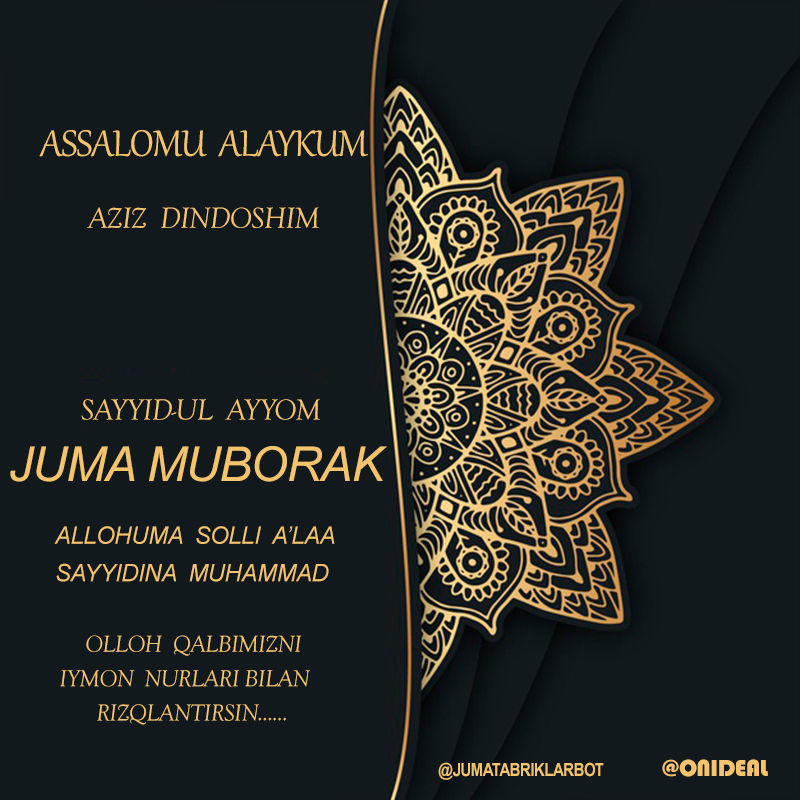 ASSALOMU ALAYKUM
AZIZ DINDOSHIM
SAYYID-UL AYYOM
JUMA MUBORAK
ALLOHUMA SOLLI A’LAA
SAYYIDINA MUHAMMAD
OLLOH QALBIMIZNI
IYMON NURLARI BILAN
RIZQLANTIRSIN......
@JUMATABRIKLARBOT
@ONIDEAL